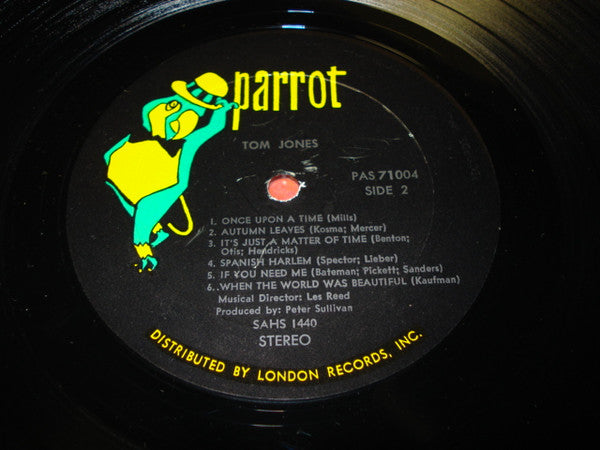 parrot
TOM JONES
PAS 71004
SIDE 2
1. ONCE UPON A TIME (Mills)
2. AUTUMN LEAVES (Kosma; Mercer)
3. IT'S JUST A MATTER OF TIME (Benton;
Otis; Hendricks)
4. SPANISH HARLEM (Spector; Lieber)
5. IF YOU NEED ME (Bateman; Pickett; Sanders)
6. WHEN THE WORLD WAS BEAUTIFUL (Kaufman)
Musical Director: Les Reed
Produced by: Peter Sullivan
SAHS 1440
STEREO
DISTRIBUTED BY LONDON RECORDS, INC.